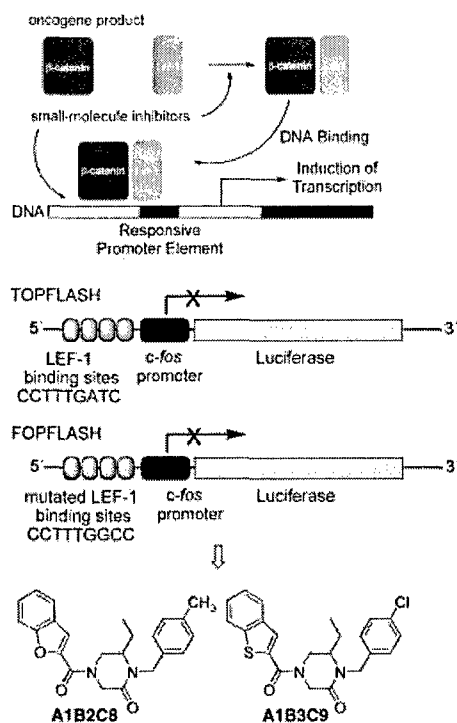 oncogene product
β-catenin
β-catenin
small-molecule inhibitors
DNA Binding
β-catenin
Induction of
Transcription
DNA
Responsive
Promoter Element
TOPFLASH
5´ 3´
LEF-1
binding sites
CCTTTGATC
c-fos
promoter
Luciferase
FOPFLASH
5´ 3´
mutated LEF-1
binding sites
CCTTTGGCC
c-fos
promoter
Luciferase
CH₃
O
N
N
O
O
A1B2C8
Cl
S
N
N
O
O
A1B3C9